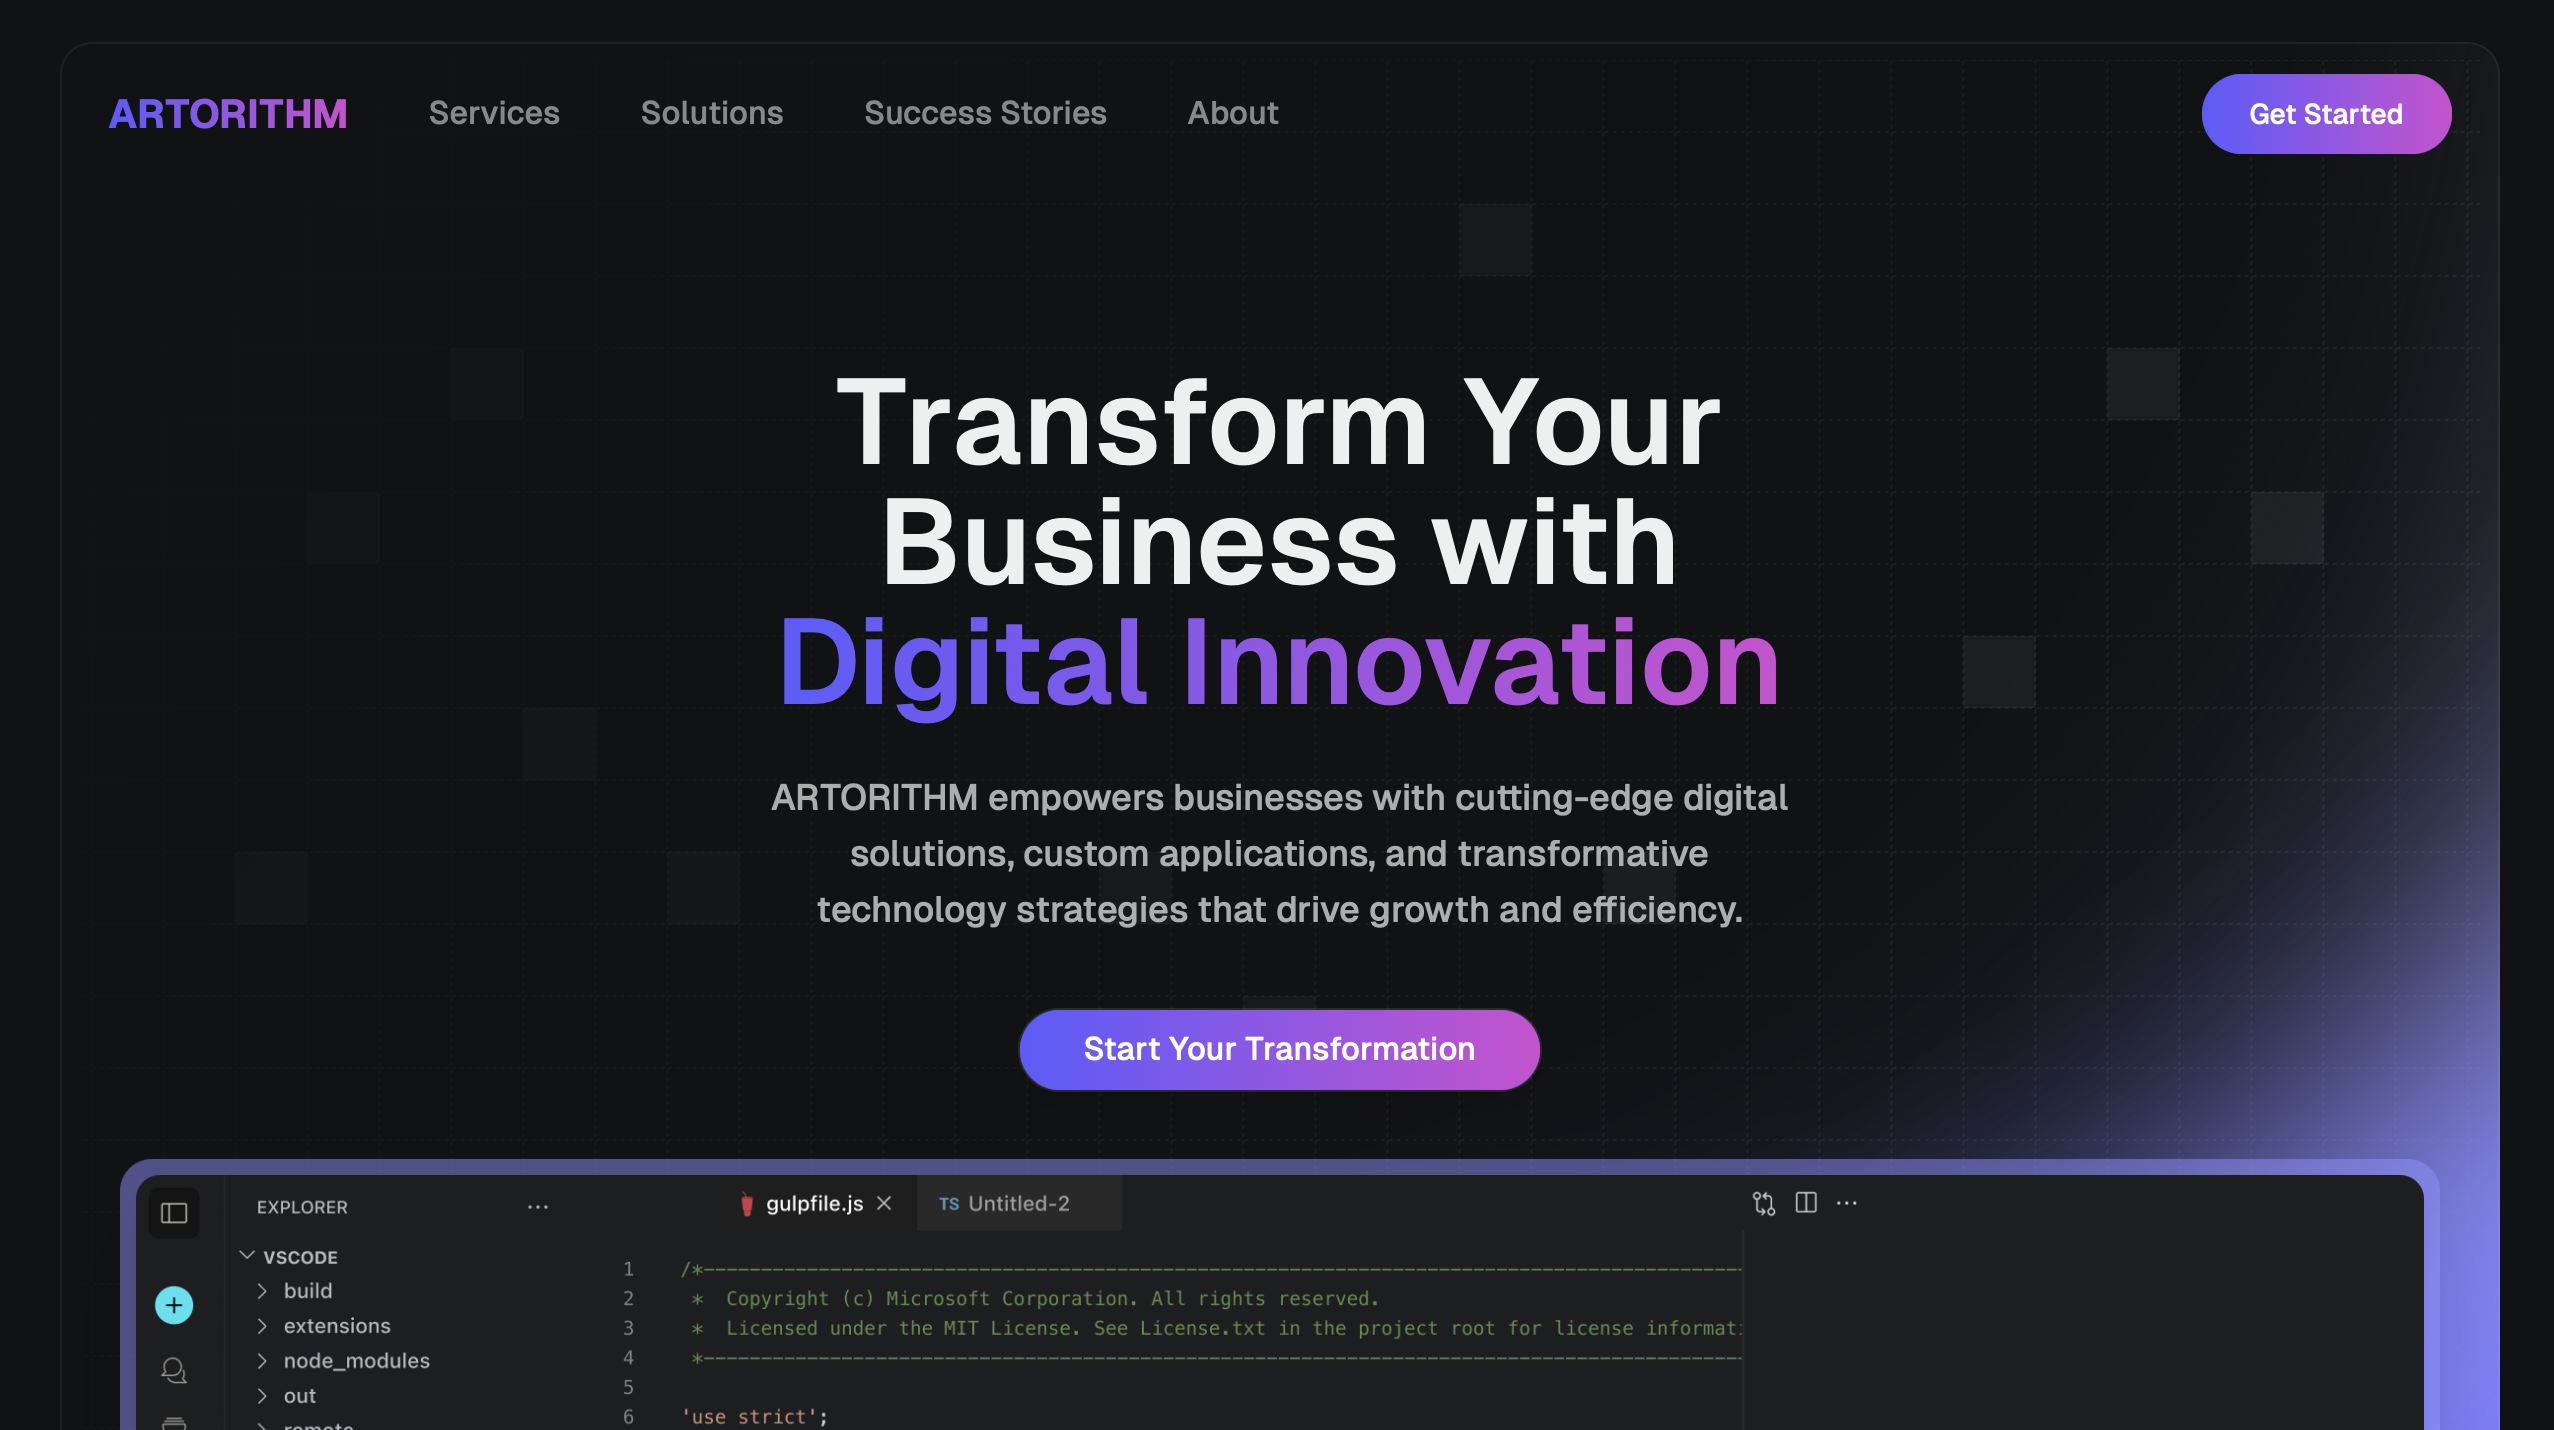 ARTORITHM
Services
Solutions
Success Stories
About
Get Started
Transform Your
Business with
Digital Innovation
ARTORITHM empowers businesses with cutting-edge digital
solutions, custom applications, and transformative
technology strategies that drive growth and efficiency.
Start Your Transformation
EXPLORER
VSCODE
build
extensions
node_modules
out
remote
gulpfile.js
TS Untitled-2
1 /*
2 * Copyright (c) Microsoft Corporation. All rights reserved.
3 * Licensed under the MIT License. See License.txt in the project root for license informati
4 *
5
6 'use strict';